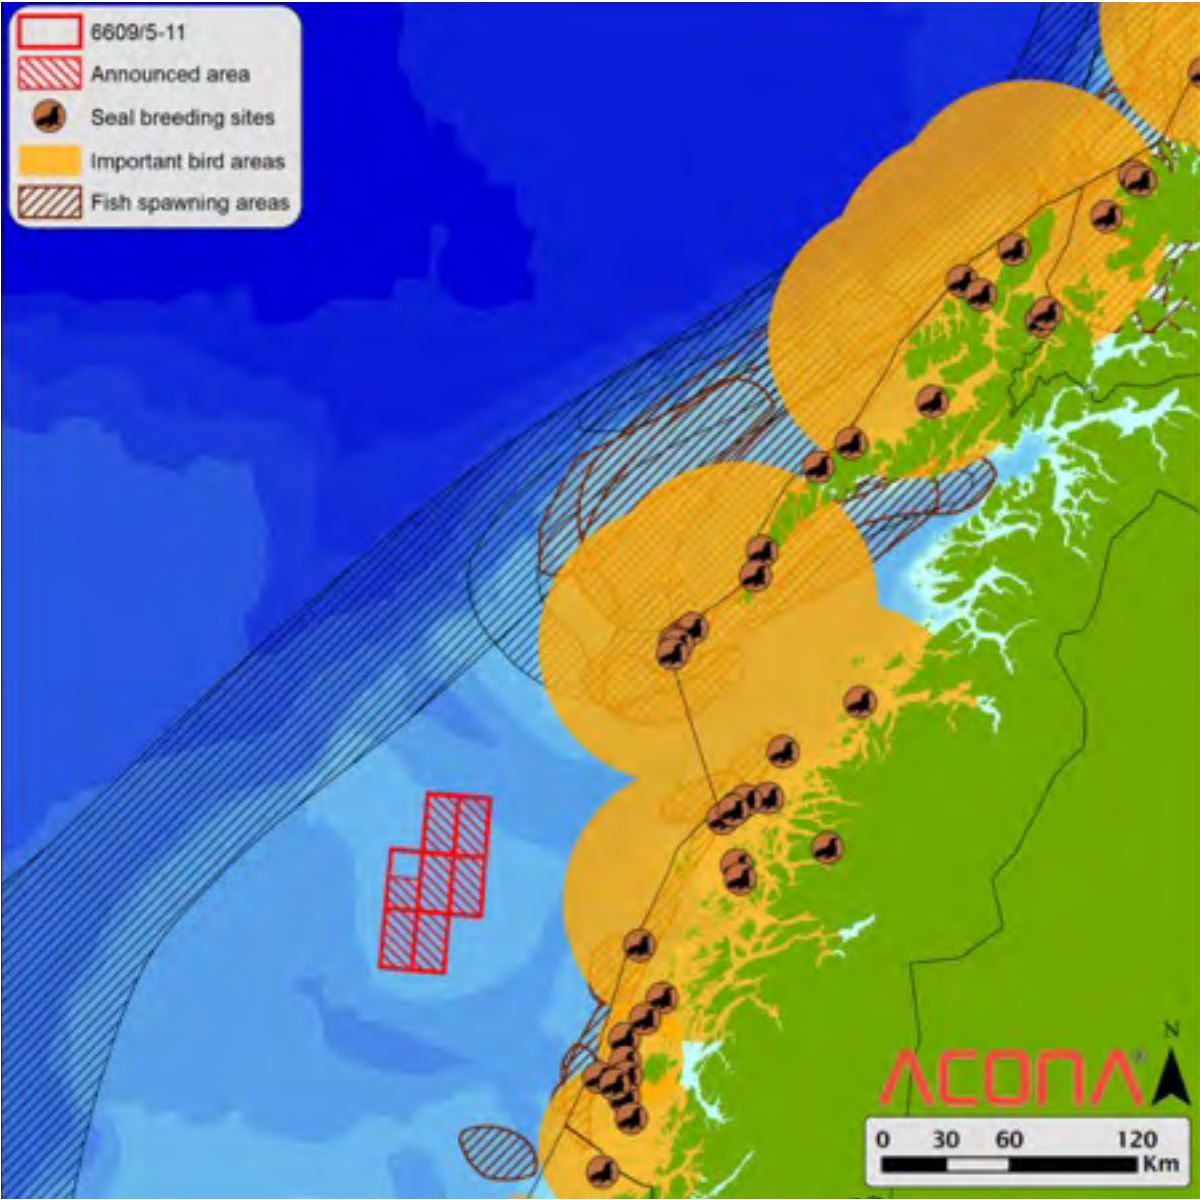 6609/5-11
Announced area
Seal breeding sites
Important bird areas
Fish spawning areas
N
ACONA®
0 30 60 120
Km